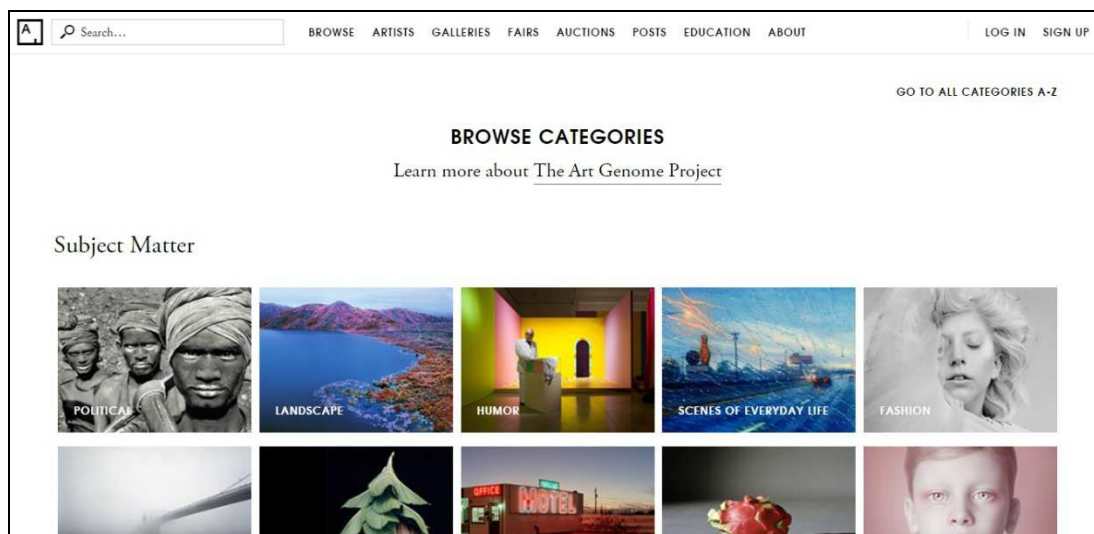 A
Search...
BROWSE ARTISTS GALLERIES FAIRS AUCTIONS POSTS EDUCATION ABOUT
LOG IN SIGN UP
GO TO ALL CATEGORIES A-Z
BROWSE CATEGORIES
Learn more about The Art Genome Project
Subject Matter
POLITICAL
LANDSCAPE
HUMOR
SCENES OF EVERYDAY LIFE
FASHION
OFFICE
MOTEL